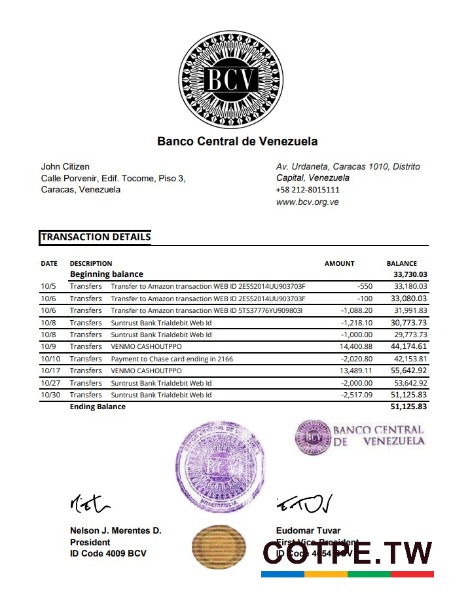 BCV
Banco Central de Venezuela
John Citizen
Calle Porvenir, Edif. Tocome, Piso 3,
Caracas, Venezuela
Av. Urdaneta, Caracas 1010, Distrito
Capital, Venezuela
+58 212-8015111
www.bcv.org.ve
TRANSACTION DETAILS
DATE DESCRIPTION AMOUNT BALANCE
Beginning balance 33,730.03
10/5 Transfers Transfer to Amazon transaction WEB ID 2ESS2014UU903703F -550 33,180.03
10/6 Transfers Transfer to Amazon transaction WEB ID 2ESS2014UU903703F -100 33,080.03
10/6 Transfers Transfer to Amazon transaction WEB ID 5TS37776YU909803I -1,088.20 31,991.83
10/8 Transfers Suntrust Bank Trialdebit Web Id -1,218.10 30,773.73
10/8 Transfers Suntrust Bank Trialdebit Web Id -1,000.00 29,773.73
10/9 Transfers VENMO CASHOUTPPO 14,400.88 44,174.61
10/10 Transfers Payment to Chase card ending in 2166 -2,020.80 42,153.81
10/17 Transfers VENMO CASHOUTPPO 13,489.11 55,642.92
10/27 Transfers Suntrust Bank Trialdebit Web Id -2,000.00 53,642.92
10/30 Transfers Suntrust Bank Trialdebit Web Id -2,517.09 51,125.83
Ending Balance 51,125.83
BCV BANCO CENTRAL
DE VENEZUELA
Nelson J. Merentes D.
President
ID Code 4009 BCV
Eudomar Tuvar
First Vice President
COTPE.TW